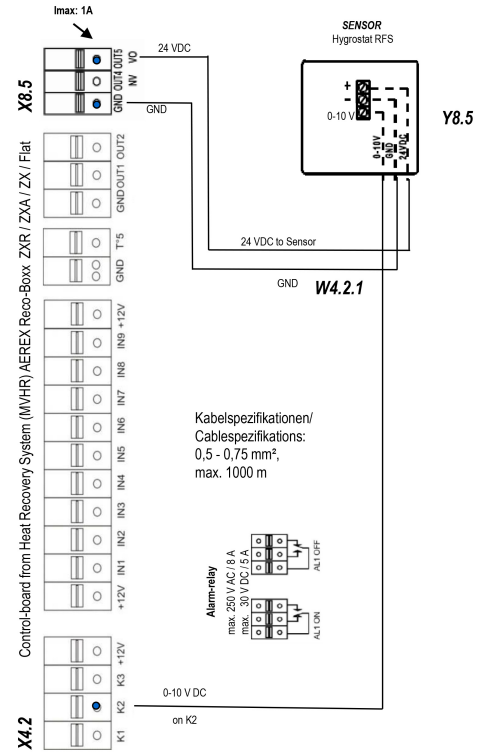 Imax: 1A
SENSOR
Hygrostat RFS
24 VDC
GND
X8.5
GND OUT4 OUT5
NV VO
+
-
0-10 V
0-10V
GND
24VDC
Y8.5
GND OUT1 OUT2
GND T°5
24 VDC to Sensor
GND
W4.2.1
Control-board from Heat Recovery System (MVHR) AEREX Reco-Boxx ZXR / ZXA / ZX / Flat
+12V IN1 IN2 IN3 IN4 IN5 IN6 IN7 IN8 IN9 +12V
Kabelspezifikationen/
Cablespezifikations:
0,5 - 0,75 mm²,
max. 1000 m
Alarm-relay
max. 250 V AC / 8 A
max. 30 V DC / 5 A
AL1 OFF
AL1 ON
X4.2
K1 K2 K3 +12V
0-10 V DC
on K2